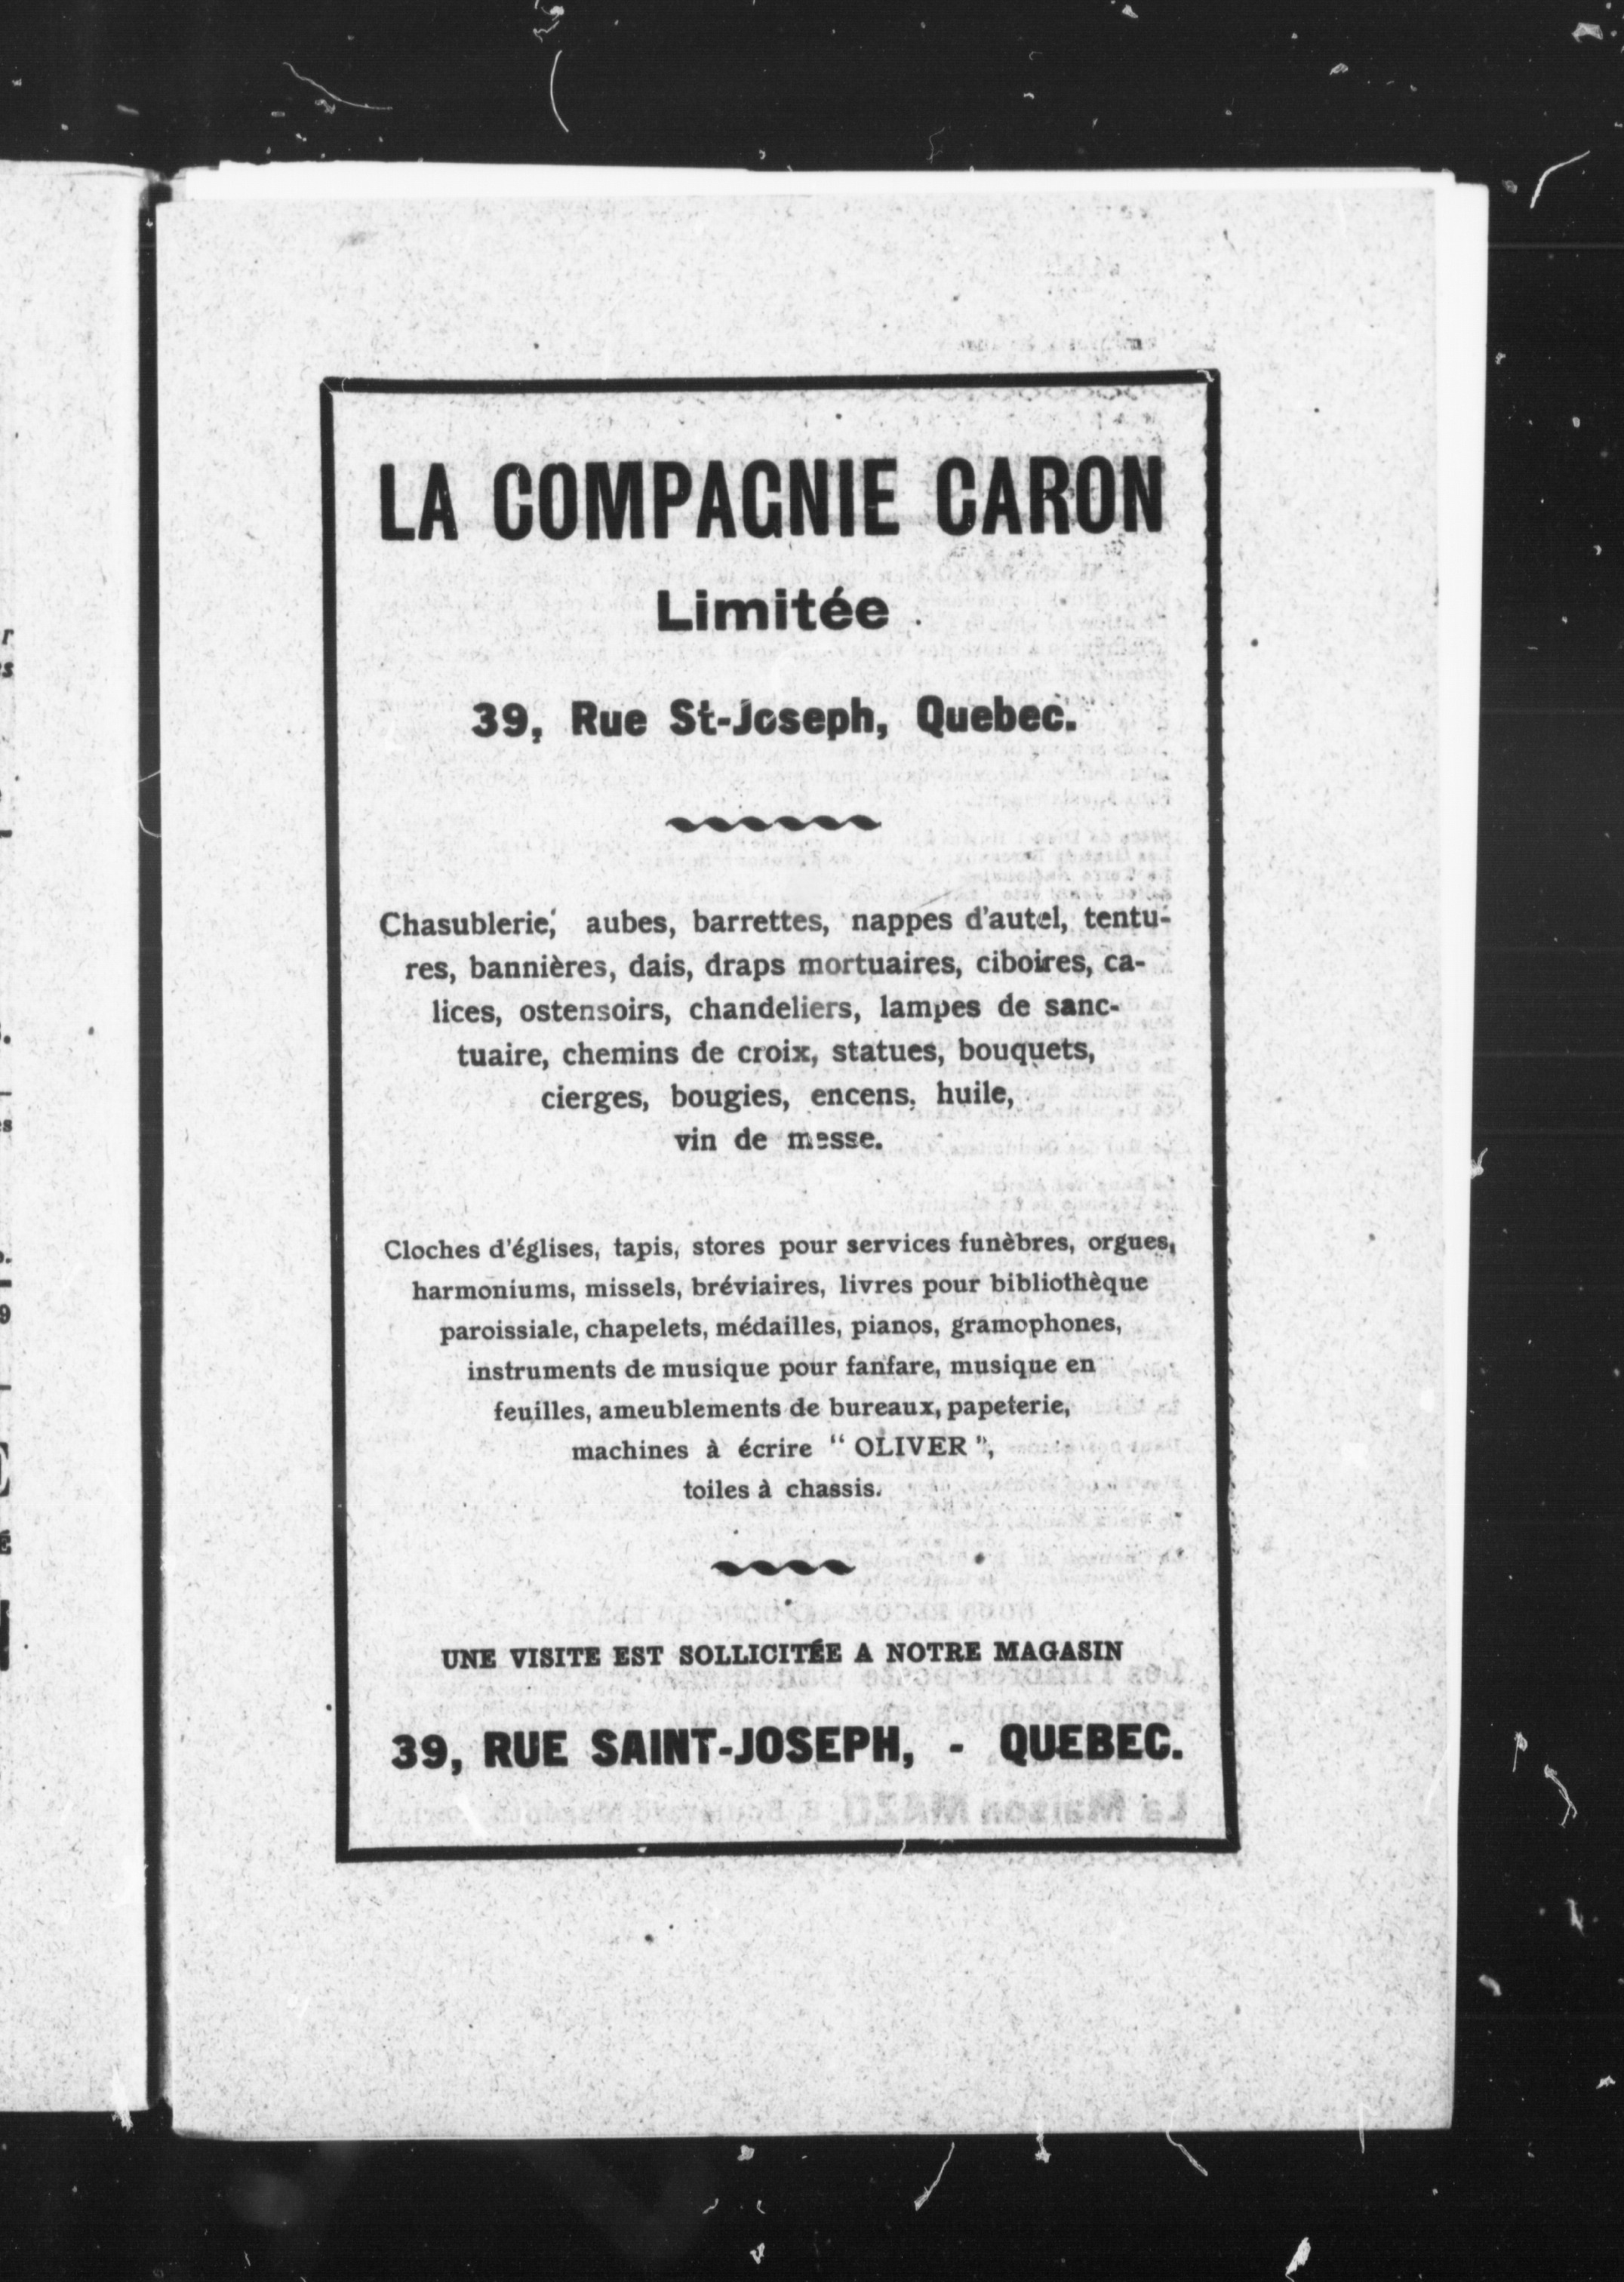 LA COMPAGNIE CARON
Limitée
39, Rue St-Joseph, Quebec.
Chasublerie, aubes, barrettes, nappes d'autel, tentu-
res, bannières, dais, draps mortuaires, ciboires, ca-
lices, ostensoirs, chandeliers, lampes de sanc-
tuaire, chemins de croix, statues, bouquets,
cierges, bougies, encens, huile,
vin de messe.
Cloches d'églises, tapis, stores pour services funèbres, orgues,
harmoniums, missels, bréviaires, livres pour bibliothèque
paroissiale, chapelets, médailles, pianos, gramophones,
instruments de musique pour fanfare, musique en
feuilles, ameublements de bureaux, papeterie,
machines à écrire “ OLIVER ”,
toiles à chassis.
UNE VISITE EST SOLLICITÉE A NOTRE MAGASIN
39, RUE SAINT-JOSEPH, - QUEBEC.